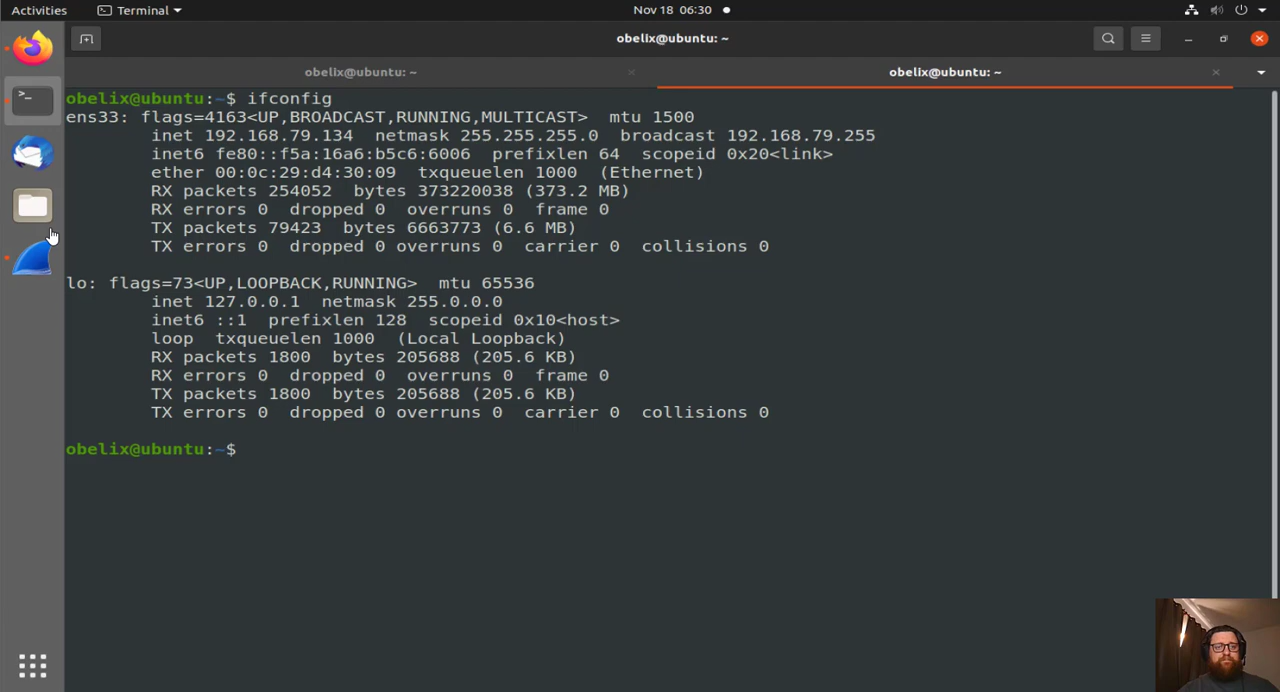 Activities Terminal Nov 18 06:30
obelix@ubuntu: ~
obelix@ubuntu: ~ × obelix@ubuntu: ~ ×
obelix@ubuntu:~$ ifconfig
ens33: flags=4163<UP,BROADCAST,RUNNING,MULTICAST>  mtu 1500
        inet 192.168.79.134  netmask 255.255.255.0  broadcast 192.168.79.255
        inet6 fe80::f5a:16a6:b5c6:6006  prefixlen 64  scopeid 0x20<link>
        ether 00:0c:29:d4:30:09  txqueuelen 1000  (Ethernet)
        RX packets 254052  bytes 373220038 (373.2 MB)
        RX errors 0  dropped 0  overruns 0  frame 0
        TX packets 79423  bytes 6663773 (6.6 MB)
        TX errors 0  dropped 0 overruns 0  carrier 0  collisions 0
lo: flags=73<UP,LOOPBACK,RUNNING>  mtu 65536
        inet 127.0.0.1  netmask 255.0.0.0
        inet6 ::1  prefixlen 128  scopeid 0x10<host>
        loop  txqueuelen 1000  (Local Loopback)
        RX packets 1800  bytes 205688 (205.6 KB)
        RX errors 0  dropped 0  overruns 0  frame 0
        TX packets 1800  bytes 205688 (205.6 KB)
        TX errors 0  dropped 0 overruns 0  carrier 0  collisions 0
obelix@ubuntu:~$